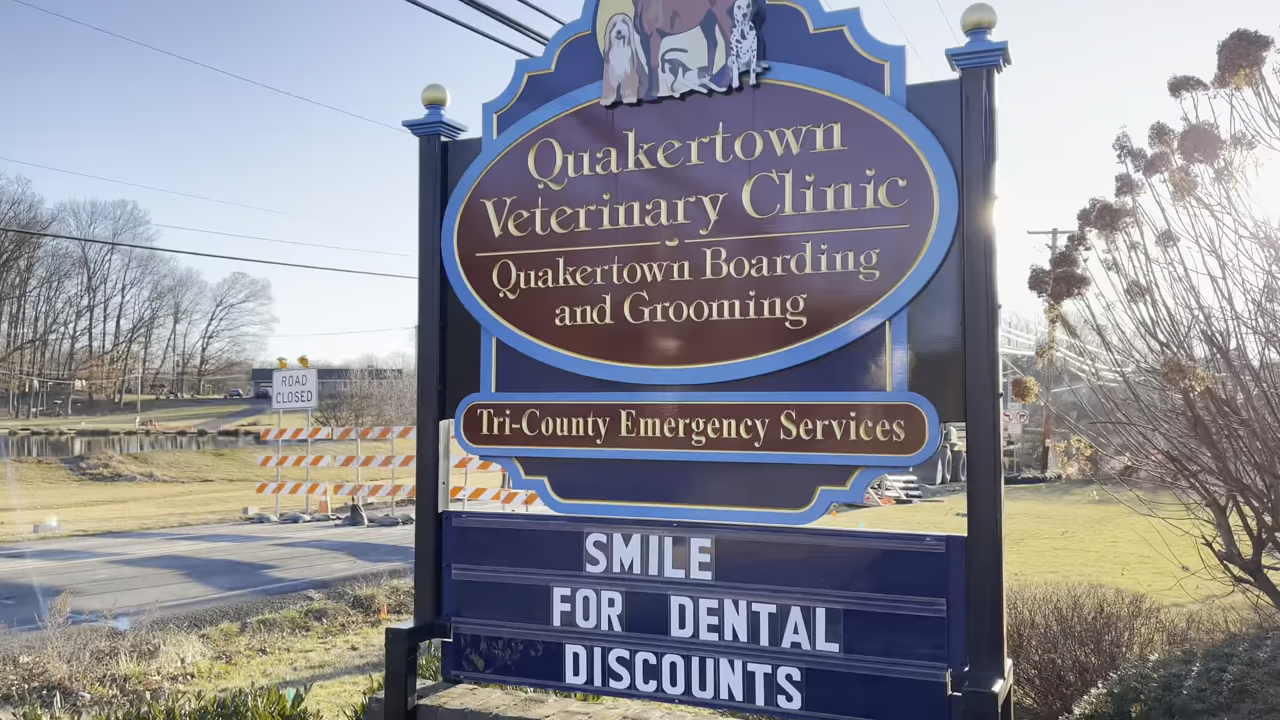 Quakertown
Veterinary Clinic
Quakertown Boarding
and Grooming
Tri-County Emergency Services
SMILE
FOR DENTAL
DISCOUNTS
ROAD
CLOSED